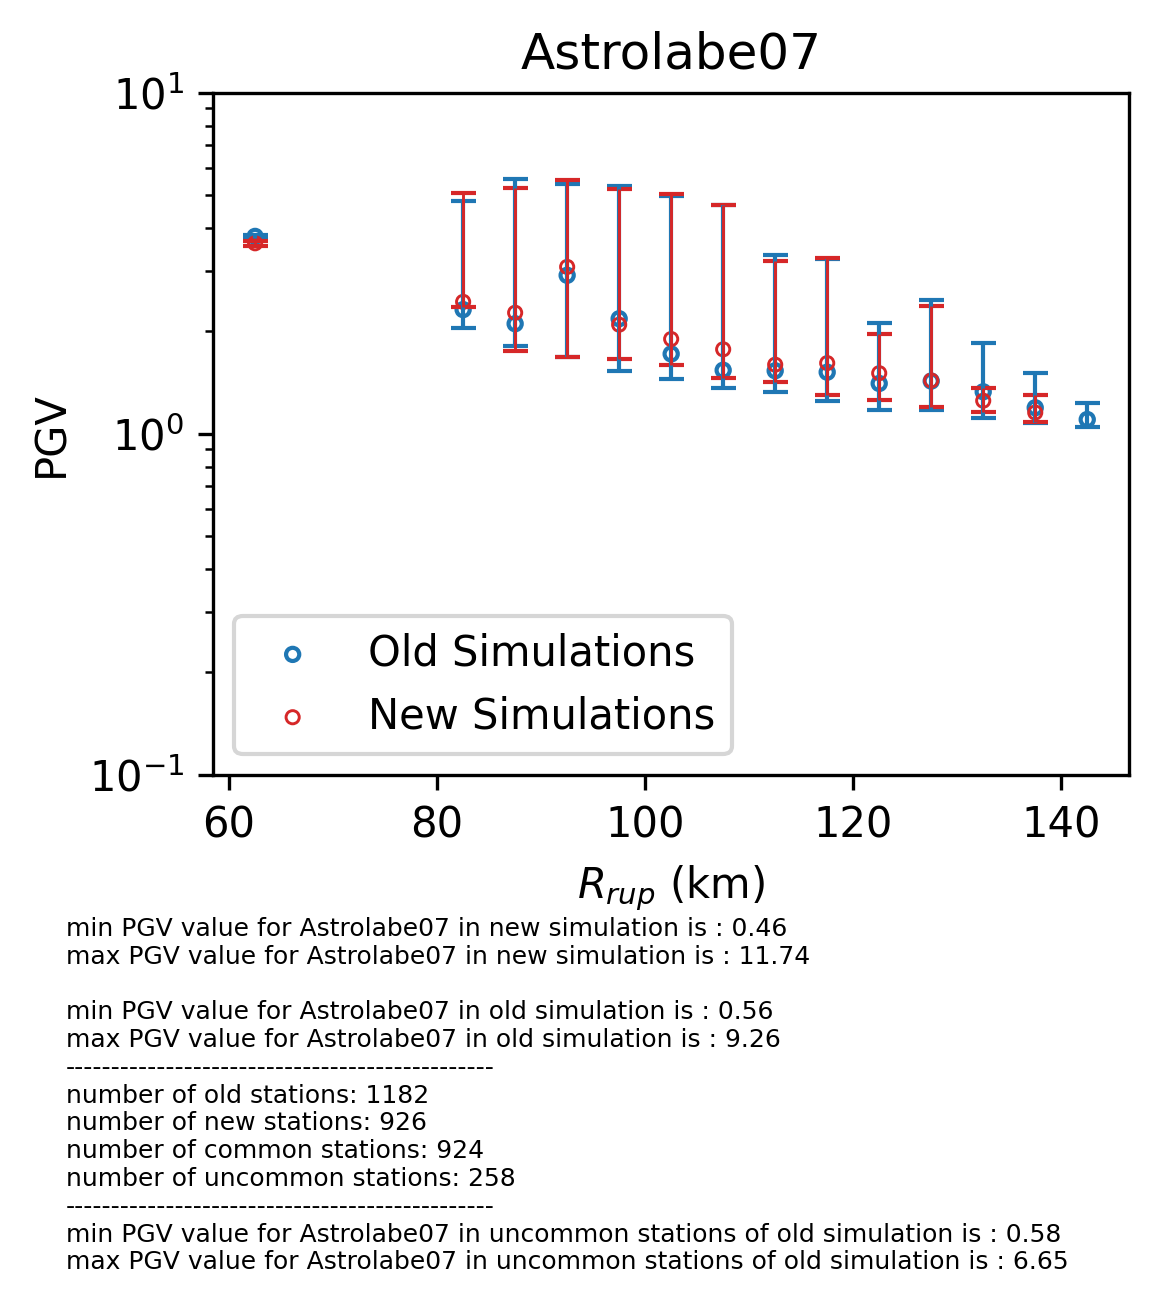 Astrolabe07
10¹
10⁰
10⁻¹
PGV
Old Simulations
New Simulations
60 80 100 120 140
R_rup (km)
min PGV value for Astrolabe07 in new simulation is : 0.46
max PGV value for Astrolabe07 in new simulation is : 11.74
min PGV value for Astrolabe07 in old simulation is : 0.56
max PGV value for Astrolabe07 in old simulation is : 9.26
-----------------------------------------------
number of old stations: 1182
number of new stations: 926
number of common stations: 924
number of uncommon stations: 258
-----------------------------------------------
min PGV value for Astrolabe07 in uncommon stations of old simulation is : 0.58
max PGV value for Astrolabe07 in uncommon stations of old simulation is : 6.65